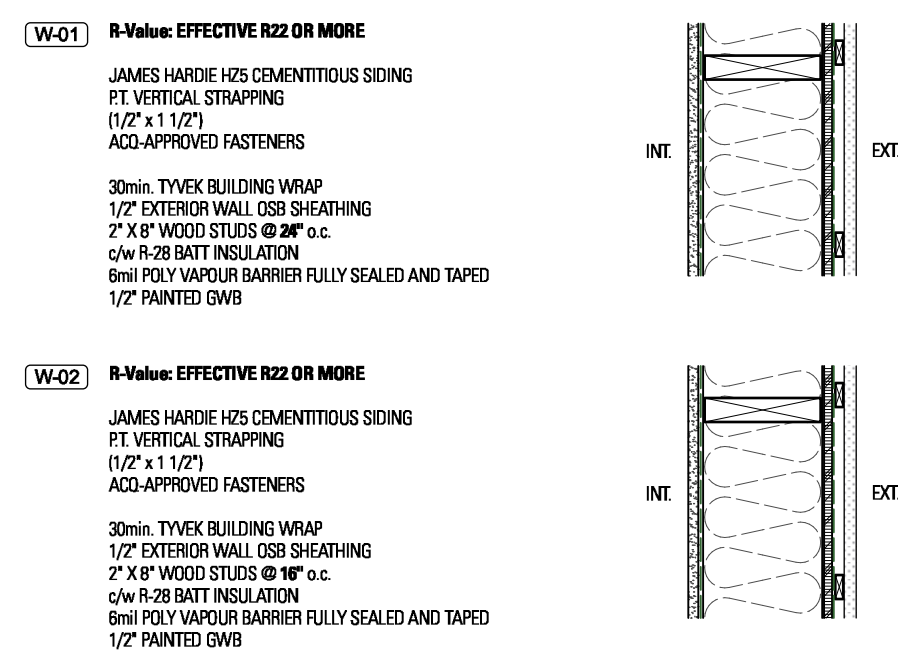 W-01 R-Value: EFFECTIVE R22 OR MORE
JAMES HARDIE HZ5 CEMENTITIOUS SIDING
P.T. VERTICAL STRAPPING
(1/2" x 1 1/2")
ACQ-APPROVED FASTENERS
30min. TYVEK BUILDING WRAP
1/2" EXTERIOR WALL OSB SHEATHING
2" X 8" WOOD STUDS @ 24" o.c.
c/w R-28 BATT INSULATION
6mil POLY VAPOUR BARRIER FULLY SEALED AND TAPED
1/2" PAINTED GWB
INT. EXT.
W-02 R-Value: EFFECTIVE R22 OR MORE
JAMES HARDIE HZ5 CEMENTITIOUS SIDING
P.T. VERTICAL STRAPPING
(1/2" x 1 1/2")
ACQ-APPROVED FASTENERS
30min. TYVEK BUILDING WRAP
1/2" EXTERIOR WALL OSB SHEATHING
2" X 8" WOOD STUDS @ 16" o.c.
c/w R-28 BATT INSULATION
6mil POLY VAPOUR BARRIER FULLY SEALED AND TAPED
1/2" PAINTED GWB
INT. EXT.